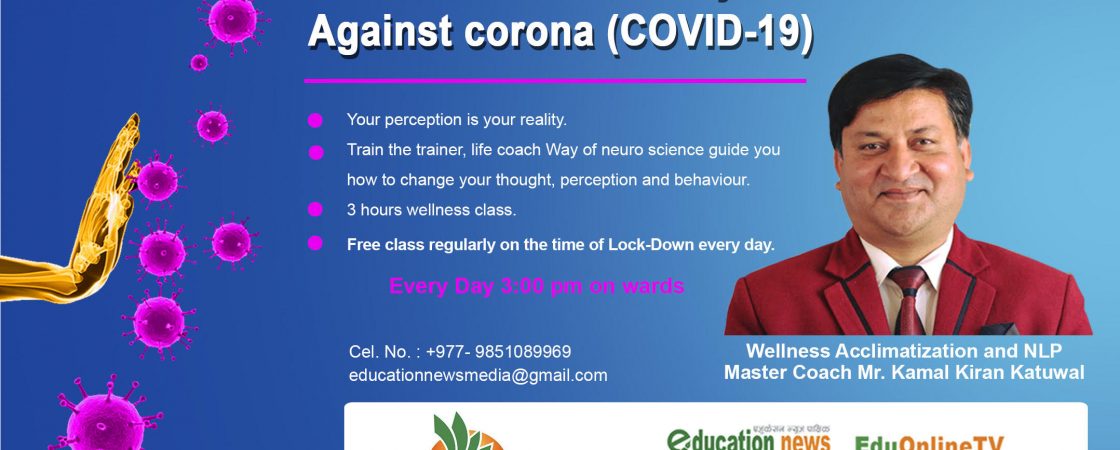 Against corona (COVID-19)
Your perception is your reality.
Train the trainer, life coach Way of neuro science guide you
how to change your thought, perception and behaviour.
3 hours wellness class.
Free class regularly on the time of Lock-Down every day.
Every Day 3:00 pm on wards
Cel. No. : +977- 9851089969
educationnewsmedia@gmail.com
Wellness Acclimatization and NLP
Master Coach Mr. Kamal Kiran Katuwal
एजुकेसन न्यूज पाक्षिक
education news
EduOnlineTV